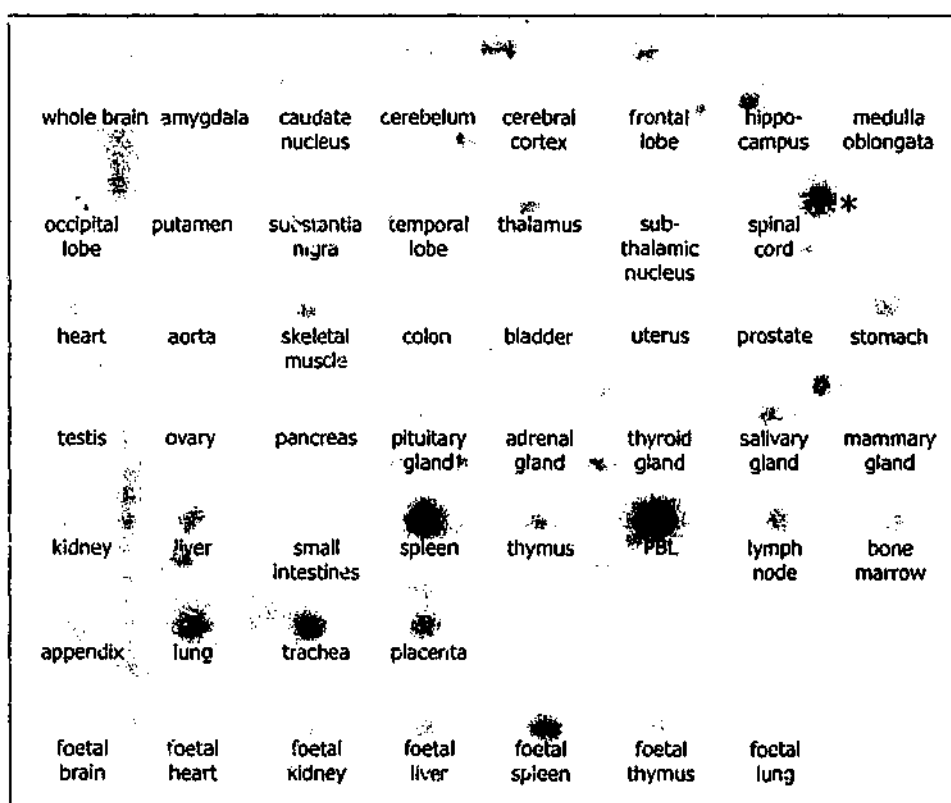 whole brain amygdala caudate cerebelum cerebral frontal hippo- medulla
nucleus cortex lobe campus oblongata
*
occipital putamen substantia temporal thalamus sub- spinal
lobe nigra lobe thalamic cord
nucleus
heart aorta skeletal colon bladder uterus prostate stomach
muscle
testis ovary pancreas pituitary adrenal thyroid salivary mammary
gland gland gland gland gland
kidney liver small spleen thymus PBL lymph bone
intestines node marrow
appendix lung trachea placenta
foetal foetal foetal foetal foetal foetal foetal
brain heart kidney liver spleen thymus lung